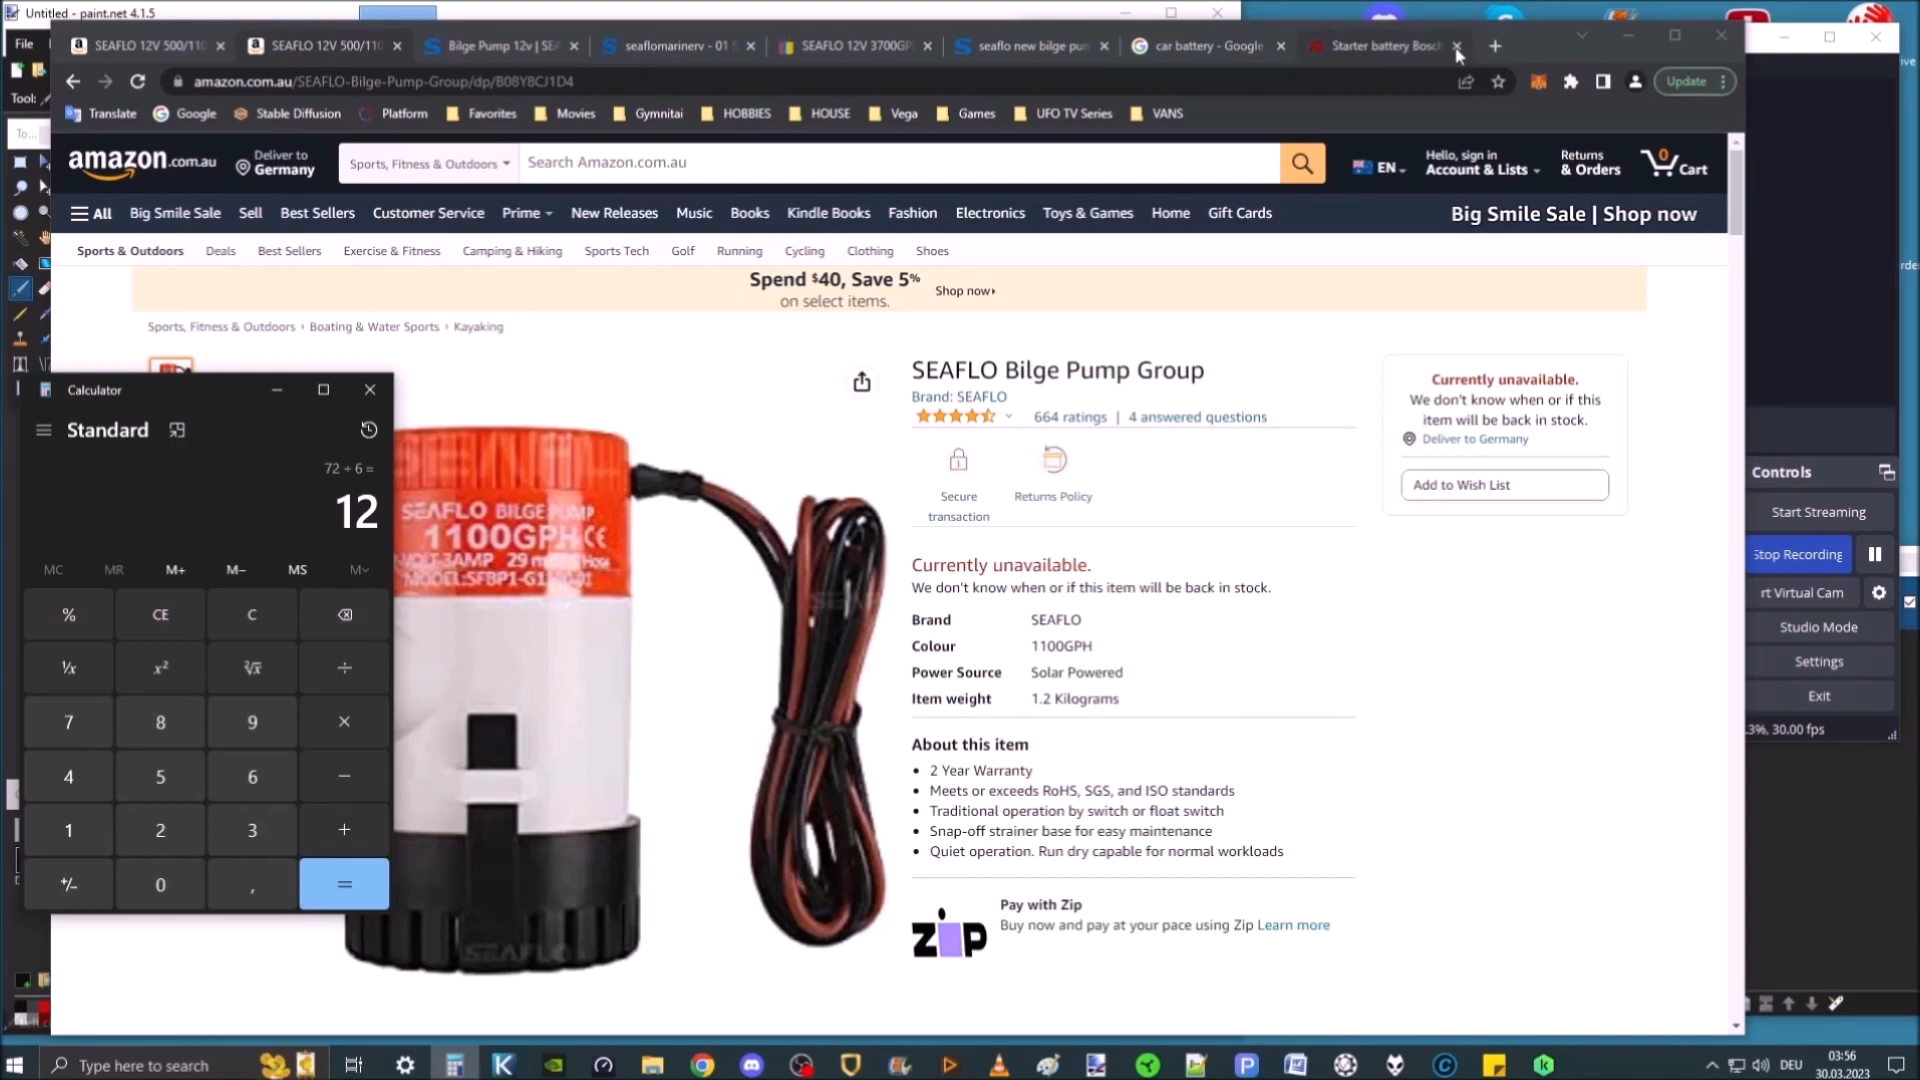 Untitled - paint.net 4.1.5
File
Tool:
To...
SEAFLO 12V 500/110
SEAFLO 12V 500/110
Bilge Pump 12v | SEA
seaflomarinerv - 01 5
SEAFLO 12V 3700GP
seaflo new bilge pum
car battery - Google
Starter battery Bosch
amazon.com.au/SEAFLO-Bilge-Pump-Group/dp/B08Y8CJ1D4
Update
Translate
Google
Stable Diffusion
Platform
Favorites
Movies
Gymnitai
HOBBIES
HOUSE
Vega
Games
UFO TV Series
VANS
amazon.com.au
Deliver to
Germany
Sports, Fitness & Outdoors
Search Amazon.com.au
EN
Hello, sign in
Account & Lists
Returns
& Orders
0
Cart
All
Big Smile Sale
Sell
Best Sellers
Customer Service
Prime
New Releases
Music
Books
Kindle Books
Fashion
Electronics
Toys & Games
Home
Gift Cards
Big Smile Sale | Shop now
Sports & Outdoors
Deals
Best Sellers
Exercise & Fitness
Camping & Hiking
Sports Tech
Golf
Running
Cycling
Clothing
Shoes
Spend $40, Save 5%
on select items.
Shop now
Sports, Fitness & Outdoors › Boating & Water Sports › Kayaking
SEAFLO Bilge Pump Group
Brand: SEAFLO
664 ratings | 4 answered questions
Secure
transaction
Returns Policy
Currently unavailable.
We don't know when or if this item will be back in stock.
Brand SEAFLO
Colour 1100GPH
Power Source Solar Powered
Item weight 1.2 Kilograms
About this item
• 2 Year Warranty
• Meets or exceeds RoHS, SGS, and ISO standards
• Traditional operation by switch or float switch
• Snap-off strainer base for easy maintenance
• Quiet operation. Run dry capable for normal workloads
Pay with Zip
Buy now and pay at your pace using Zip Learn more
zip
Currently unavailable.
We don't know when or if this
item will be back in
stock.
Deliver to Germany
Add to Wish List
SEAFLO BILGE PUMP
1100GPH CE
SEAFLO
Calculator
Standard
72 ÷ 6 =
12
MC MR M+ M− MS M˅
% CE C
¹/x x² ²√x ÷
7 8 9 ×
4 5 6 −
1 2 3 +
+/− 0 , =
Controls
Start Streaming
Stop Recording
rt Virtual Cam
Studio Mode
Settings
Exit
.3%, 30.00 fps
Type here to search
DEU
03:56
30.03.2023